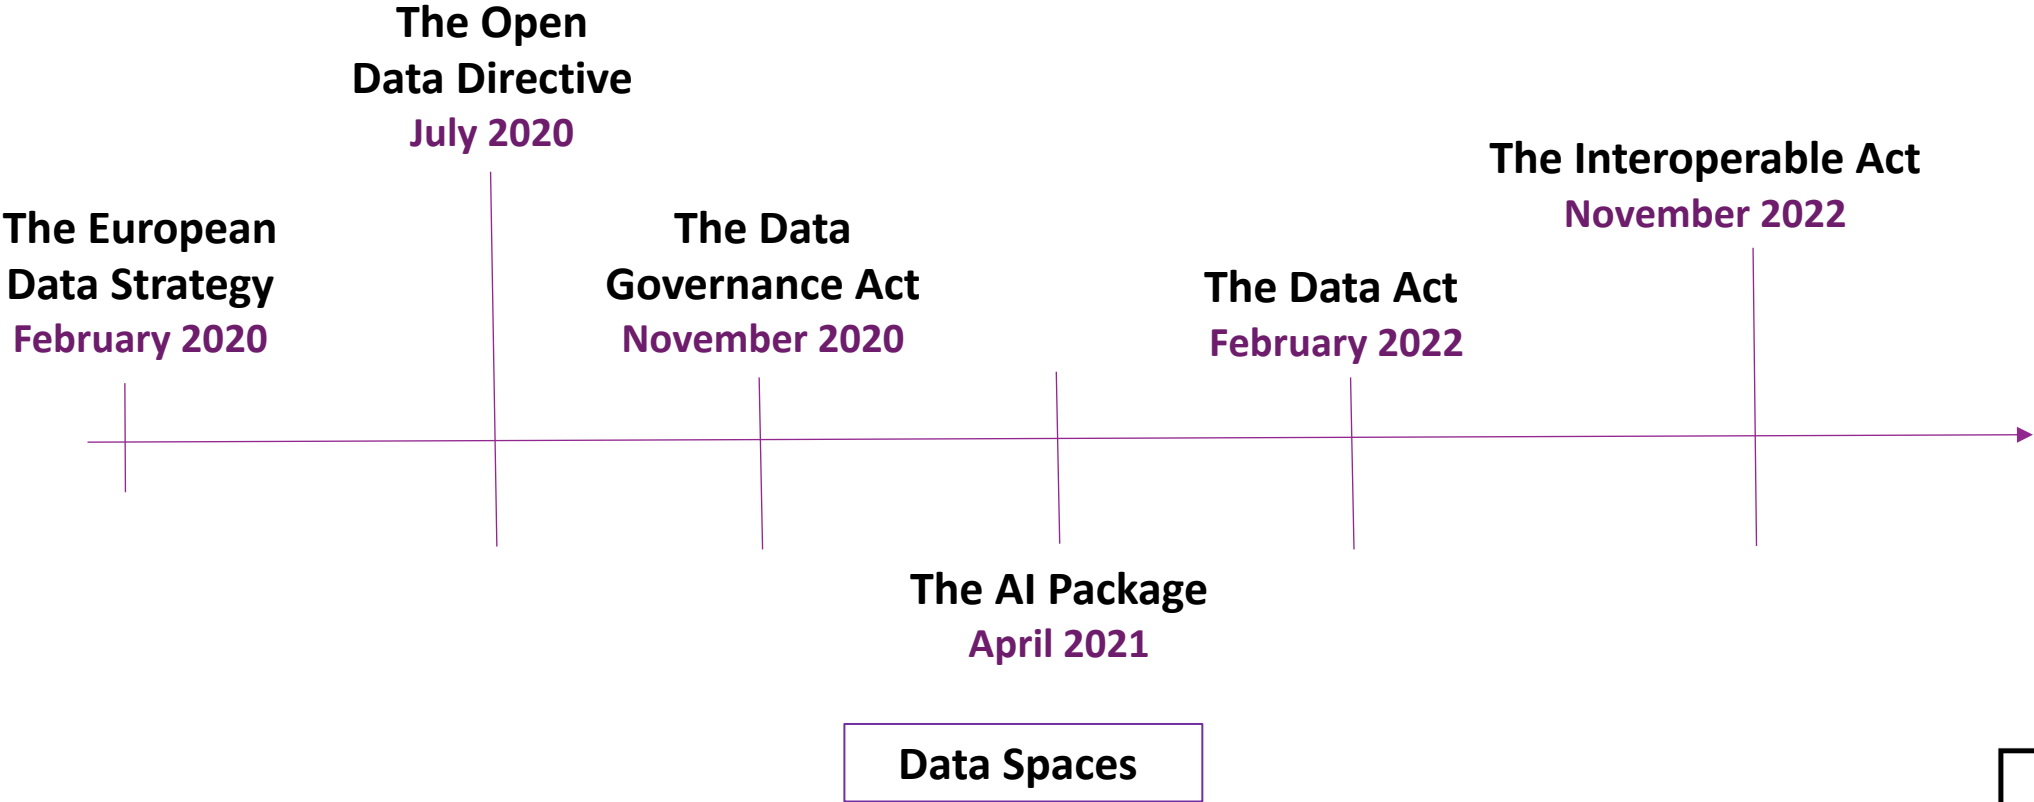 The Open
Data Directive
July 2020
The European
Data Strategy
February 2020
The Data
Governance Act
November 2020
The AI Package
April 2021
The Data Act
February 2022
The Interoperable Act
November 2022
Data Spaces